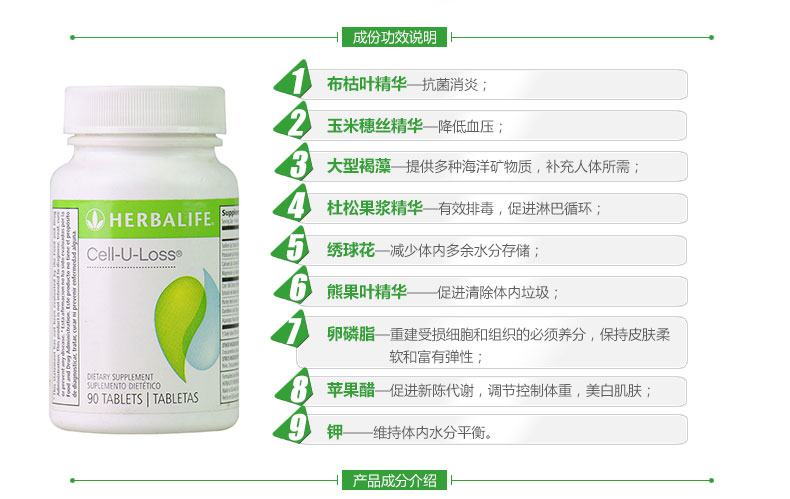 成份功效说明
1 布枯叶精华—抗菌消炎；
2 玉米穗丝精华—降低血压；
3 大型褐藻—提供多种海洋矿物质，补充人体所需；
4 杜松果浆精华—有效排毒，促进淋巴循环；
5 绣球花—减少体内多余水分存储；
6 熊果叶精华——促进清除体内垃圾；
7 卵磷脂—重建受损细胞和组织的必须养分，保持皮肤柔
软和富有弹性；
8 苹果醋—促进新陈代谢，调节控制体重，美白肌肤；
9 钾——维持体内水分平衡。
HERBALIFE
Cell-U-Loss®
DIETARY SUPPLEMENT
SUPLEMENTO DIETÉTICO
90 TABLETS | TABLETAS
产品成分介绍